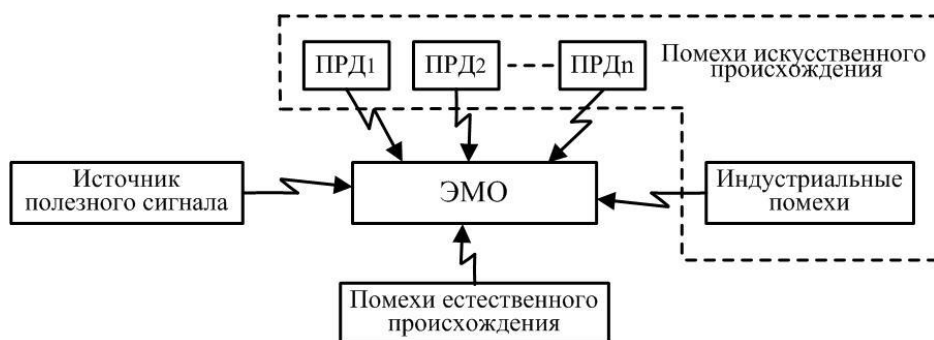 ПРД1 ПРД2 ПРДn
Помехи искусственного
происхождения
Источник
полезного сигнала
ЭМО
Индустриальные
помехи
Помехи естественного
происхождения